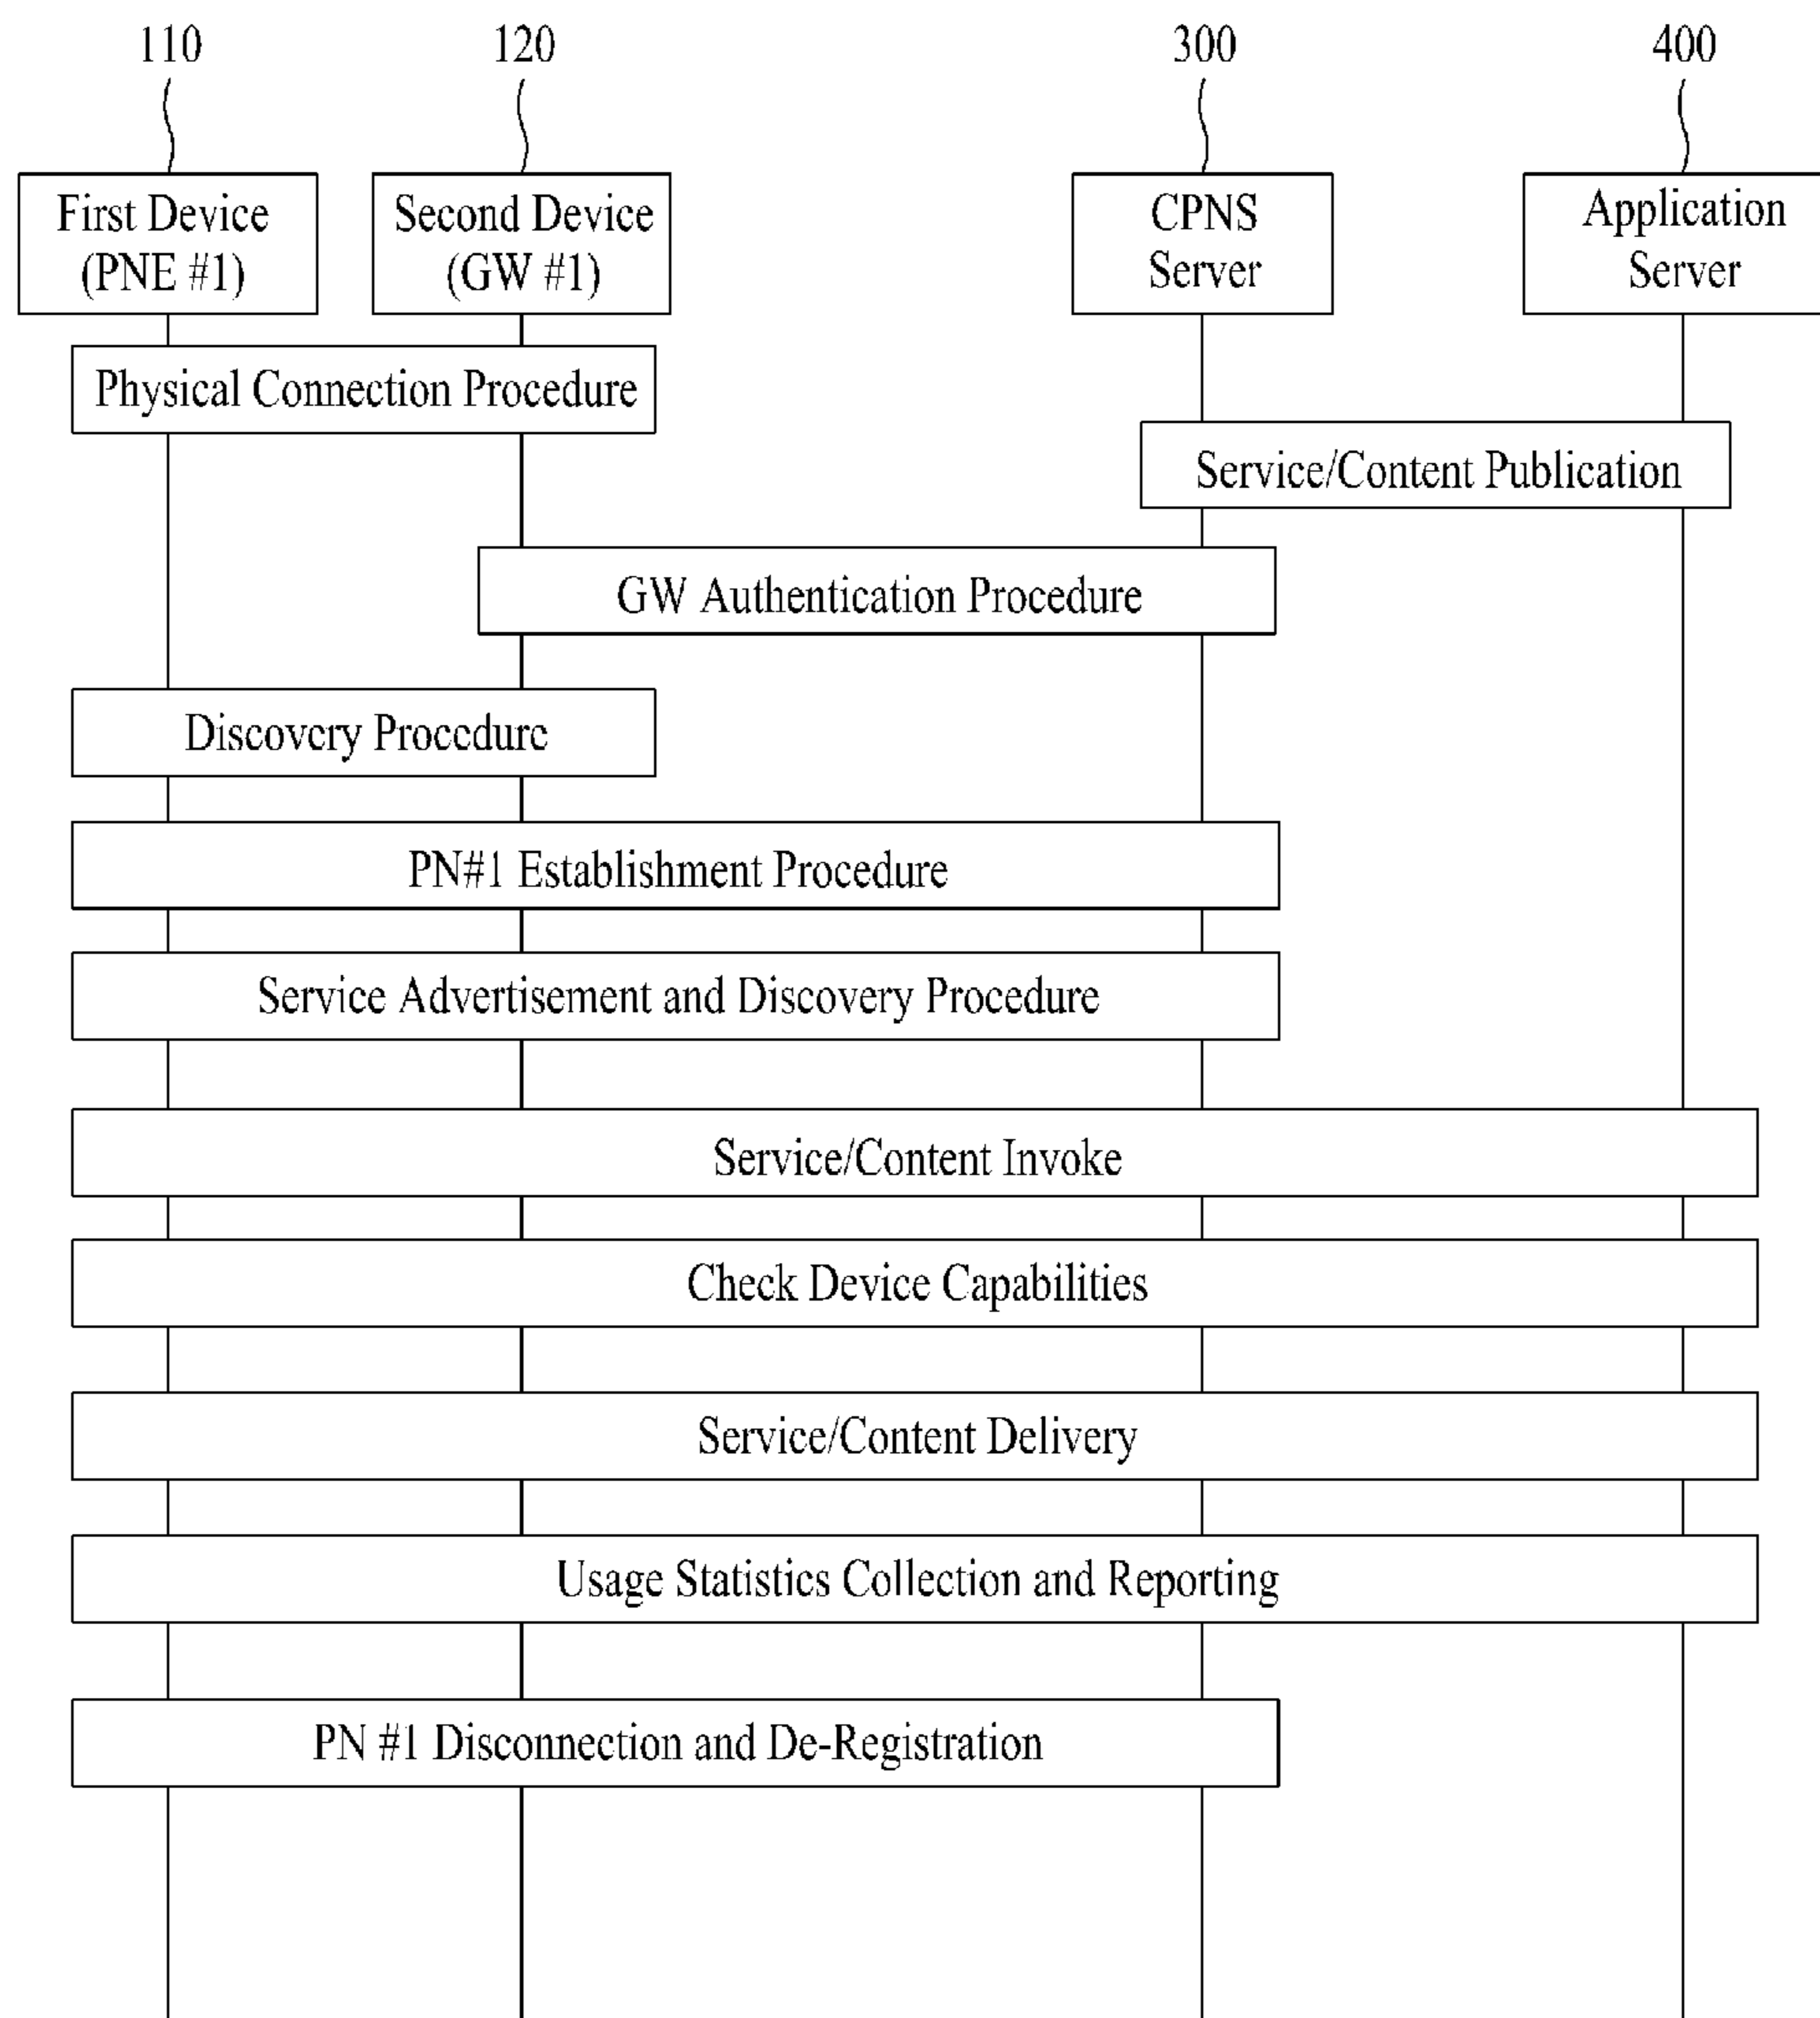 110
120
300
400
First Device
(PNE #1)
Second Device
(GW #1)
CPNS
Server
Application
Server
Physical Connection Procedure
Service/Content Publication
GW Authentication Procedure
Discovery Procedure
PN#1 Establishment Procedure
Service Advertisement and Discovery Procedure
Service/Content Invoke
Check Device Capabilities
Service/Content Delivery
Usage Statistics Collection and Reporting
PN #1 Disconnection and De-Registration